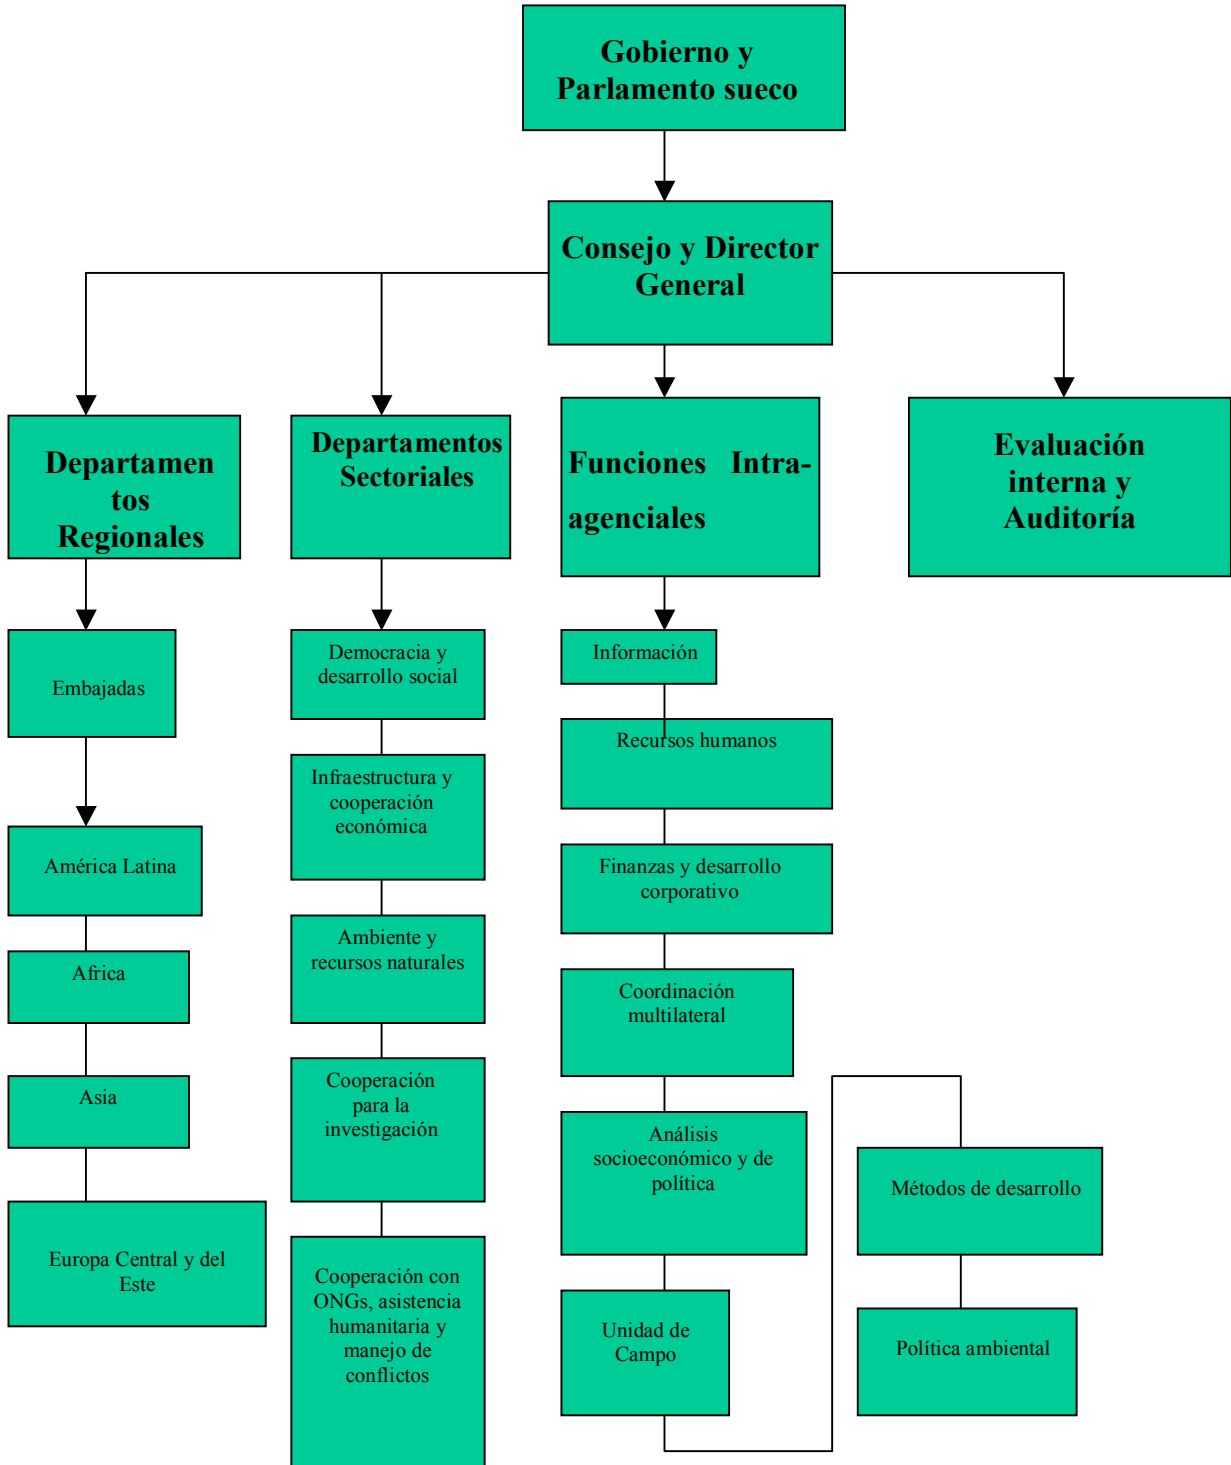 Gobierno y
Parlamento sueco
Consejo y Director
General
Departamen
tos
Regionales
Departamentos
Sectoriales
Funciones Intra-
agenciales
Evaluación
interna y
Auditoría
Embajadas
América Latina
Africa
Asia
Europa Central y del
Este
Democracia y
desarrollo social
Infraestructura y
cooperación
económica
Ambiente y
recursos naturales
Cooperación
para la
investigación
Cooperación con
ONGs, asistencia
humanitaria y
manejo de
conflictos
Información
Recursos humanos
Finanzas y desarrollo
corporativo
Coordinación
multilateral
Análisis
socioeconómico y de
política
Unidad de
Campo
Métodos de desarrollo
Política ambiental